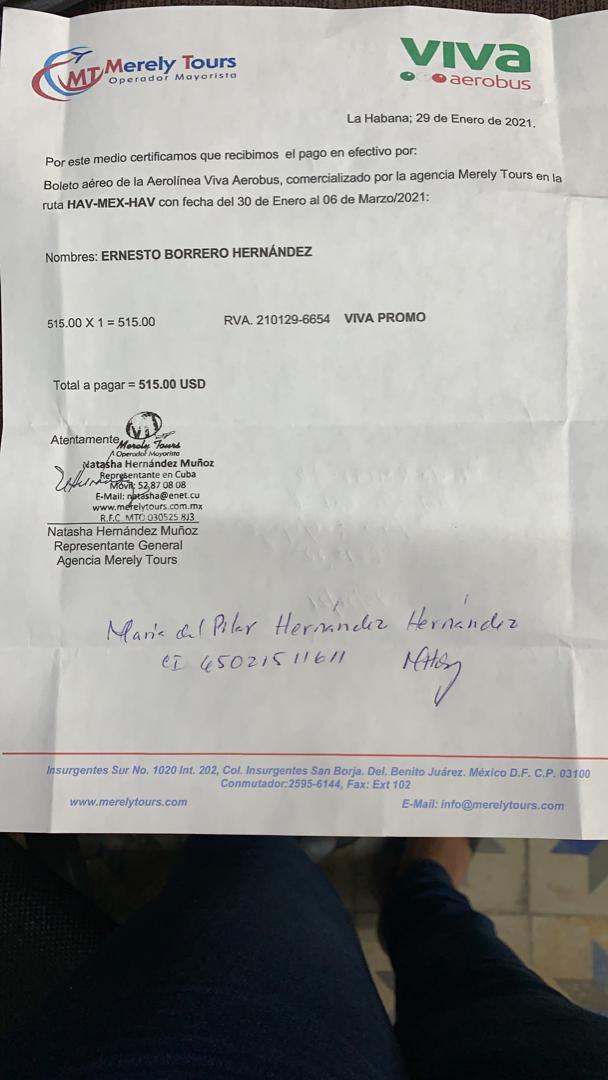 MT Merely Tours
Operador Mayorista
VIVA
aerobus
La Habana; 29 de Enero de 2021.
Por este medio certificamos que recibimos el pago en efectivo por:
Boleto aéreo de la Aerolínea Viva Aerobus, comercializado por la agencia Merely Tours en la
ruta HAV-MEX-HAV con fecha del 30 de Enero al 06 de Marzo/2021:
Nombres: ERNESTO BORRERO HERNÁNDEZ
515.00 X 1 = 515.00 RVA. 210129-6654 VIVA PROMO
Total a pagar = 515.00 USD
Atentamente,
Merely Tours
Operador Mayorista
Natasha Hernández Muñoz
Representante en Cuba
Móvil: 52 87 08 08
E-Mail: natasha@enet.cu
www.merelytours.com.mx
R.F.C MTO 030525 8J3
Natasha Hernández Muñoz
Representante General
Agencia Merely Tours
Maria del Pilar Hernández Hernández
CI 45021511611
Insurgentes Sur No. 1020 Int. 202, Col. Insurgentes San Borja. Del. Benito Juárez. México D.F. C.P. 03100
Conmutador:2595-6144, Fax: Ext 102
www.merelytours.com E-Mail: info@merelytours.com